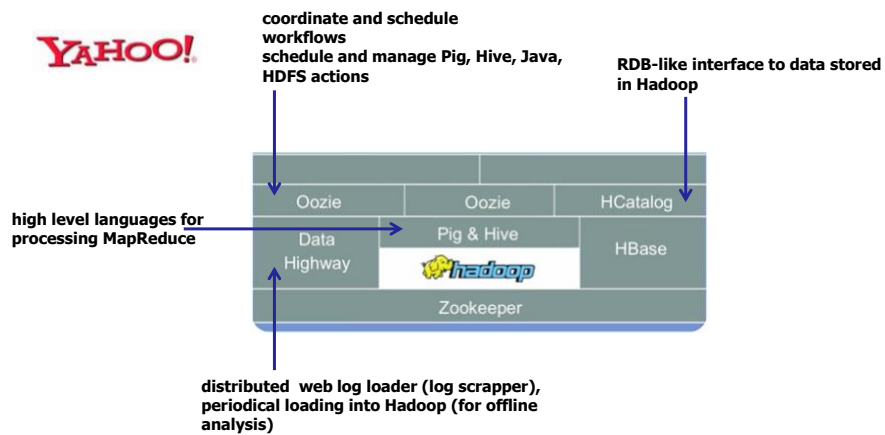 YAHOO!
coordinate and schedule
workflows
schedule and manage Pig, Hive, Java,
HDFS actions
RDB-like interface to data stored
in Hadoop
Oozie
Oozie
HCatalog
high level languages for
processing MapReduce
Data
Highway
Pig & Hive
hadoop
HBase
Zookeeper
distributed web log loader (log scrapper),
periodical loading into Hadoop (for offline
analysis)